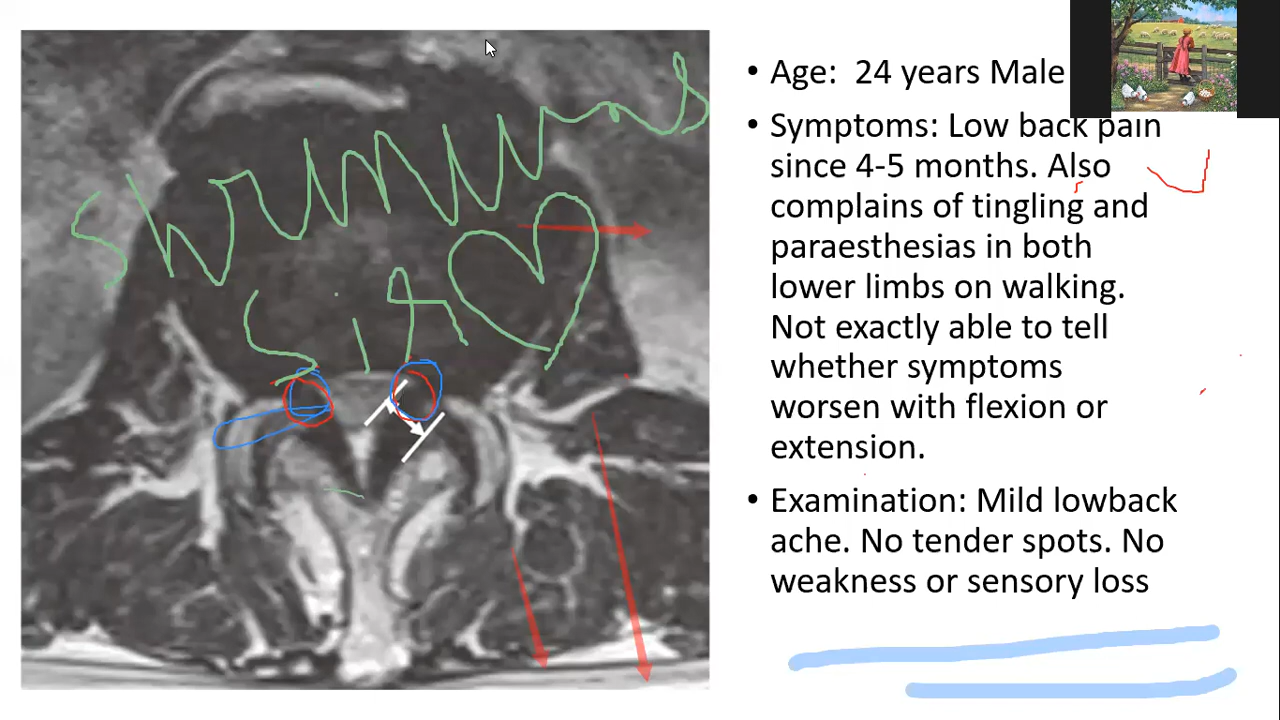 • Age: 24 years Male
• Symptoms: Low back pain
since 4-5 months. Also
complains of tingling and
paraesthesias in both
lower limbs on walking.
Not exactly able to tell
whether symptoms
worsen with flexion or
extension.
• Examination: Mild lowback
ache. No tender spots. No
weakness or sensory loss